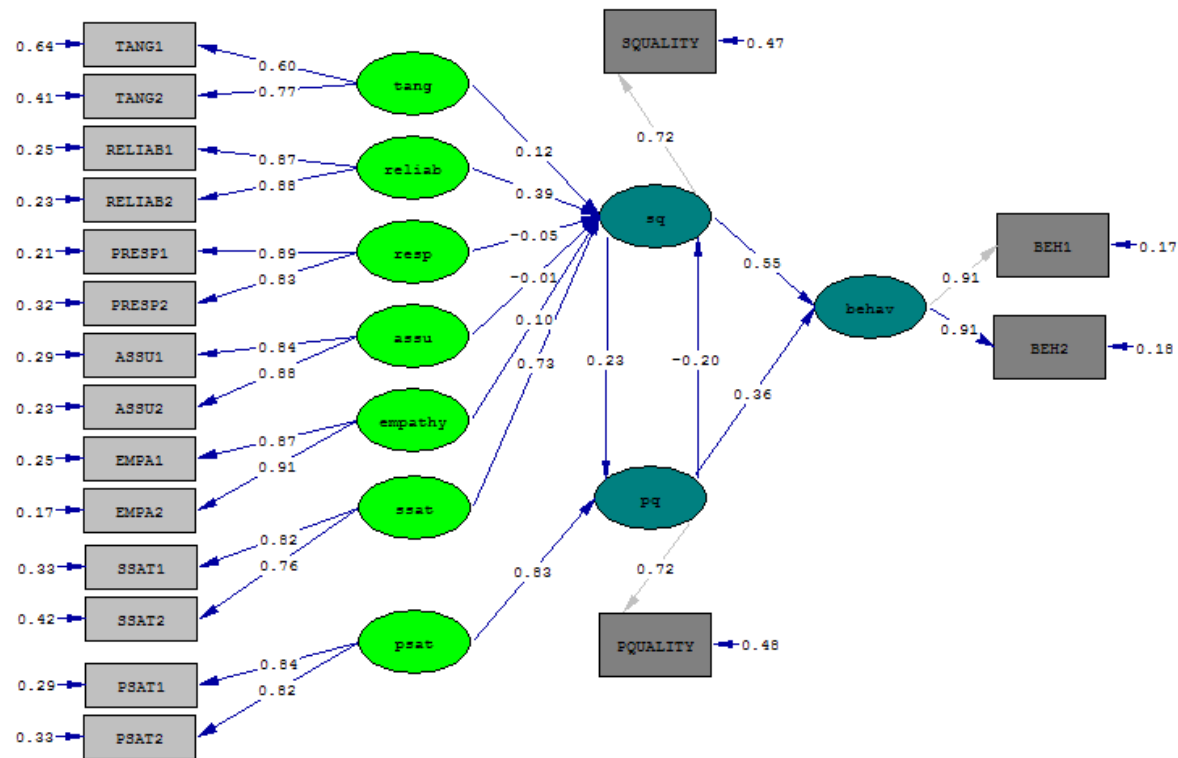 0.64 TANG1
0.60
0.41 TANG2
0.77
tang
0.12
0.25 RELIAB1
0.87
0.23 RELIAB2
0.88
reliab
0.39
0.21 PRESP1
0.89
0.32 PRESP2
0.83
resp
-0.05
0.29 ASSU1
0.84
0.23 ASSU2
0.88
assu
-0.01
0.25 EMPA1
0.87
0.17 EMPA2
0.91
empathy
0.10
0.33 SSAT1
0.82
0.42 SSAT2
0.76
ssat
0.73
0.29 PSAT1
0.84
0.33 PSAT2
0.82
psat
0.83
SQUALITY 0.47
0.72
sq
0.55
0.23
-0.20
0.36
pq
0.72
PQUALITY 0.48
behav
0.91
BEH1 0.17
0.91
BEH2 0.18